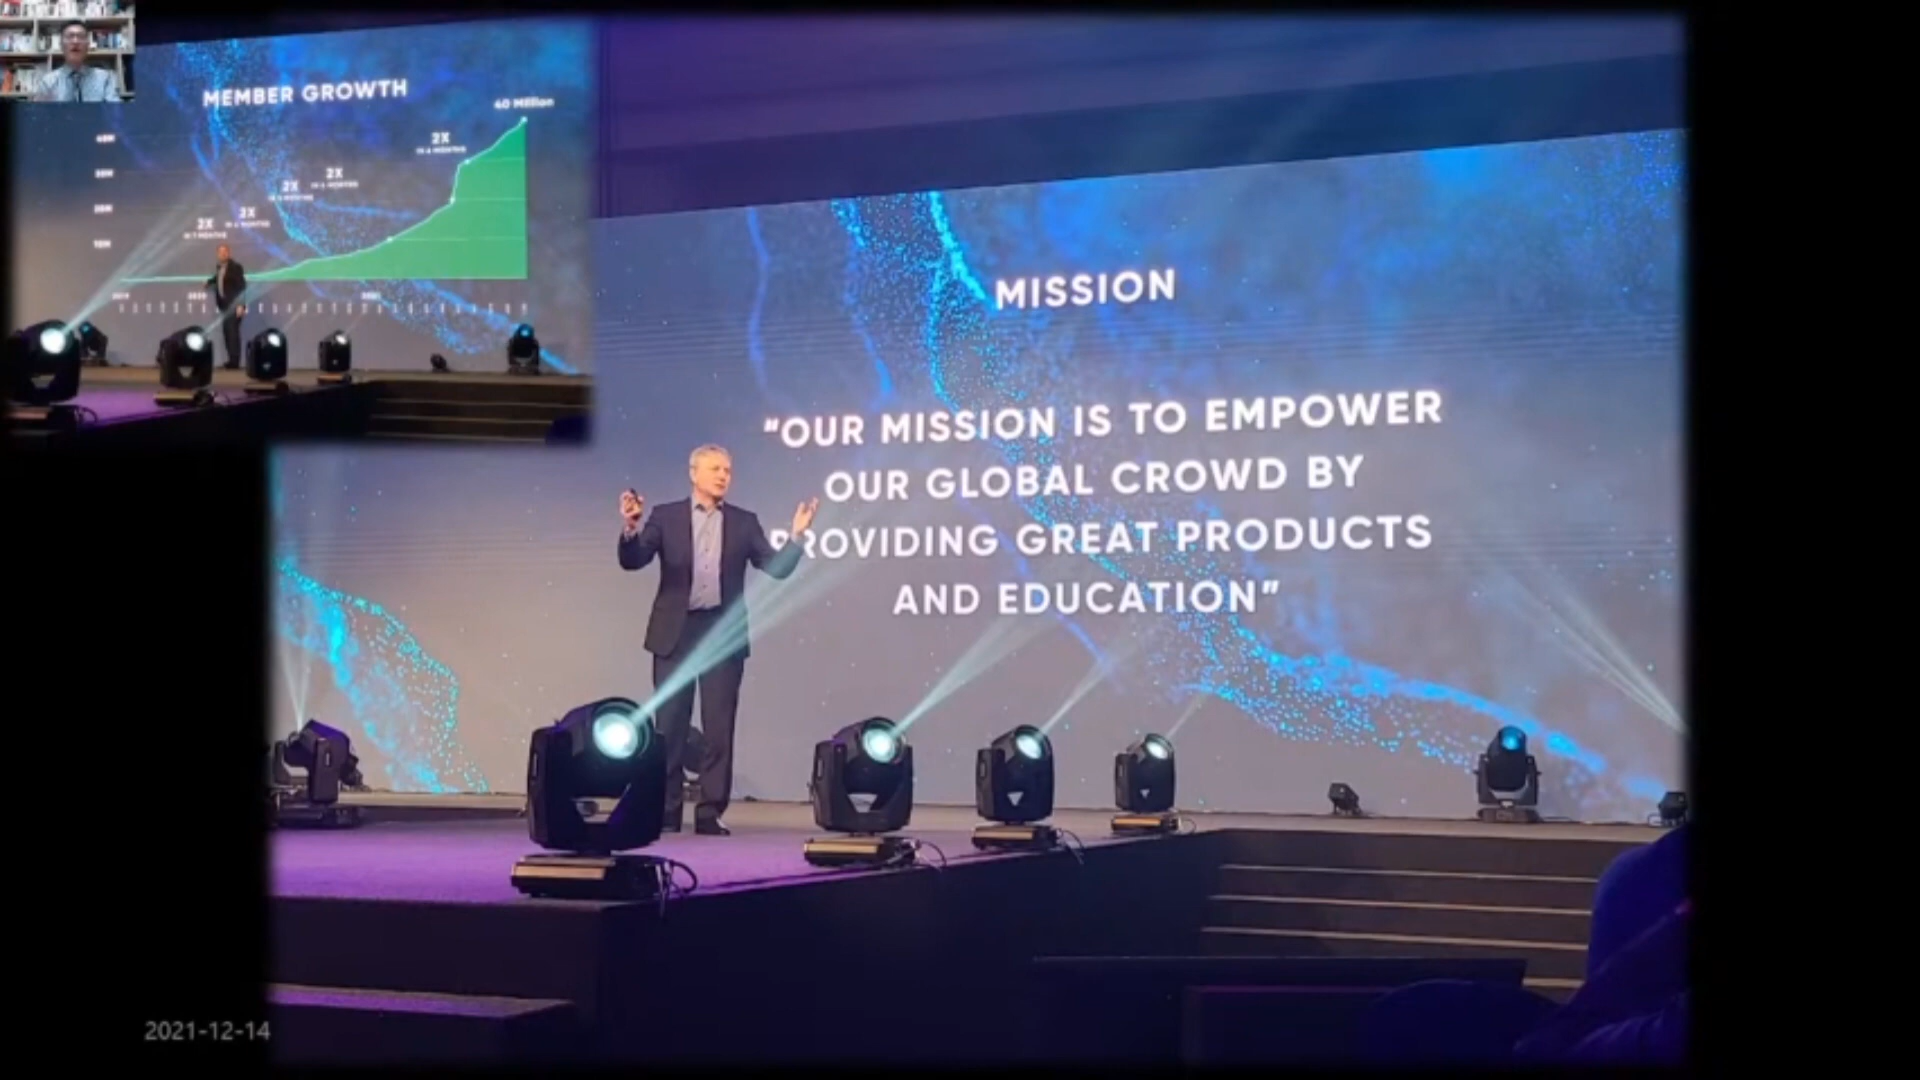 MEMBER GROWTH
40 Million
2X
2X
2X
2X
2X
MISSION
"OUR MISSION IS TO EMPOWER
OUR GLOBAL CROWD BY
PROVIDING GREAT PRODUCTS
AND EDUCATION"
2021-12-14